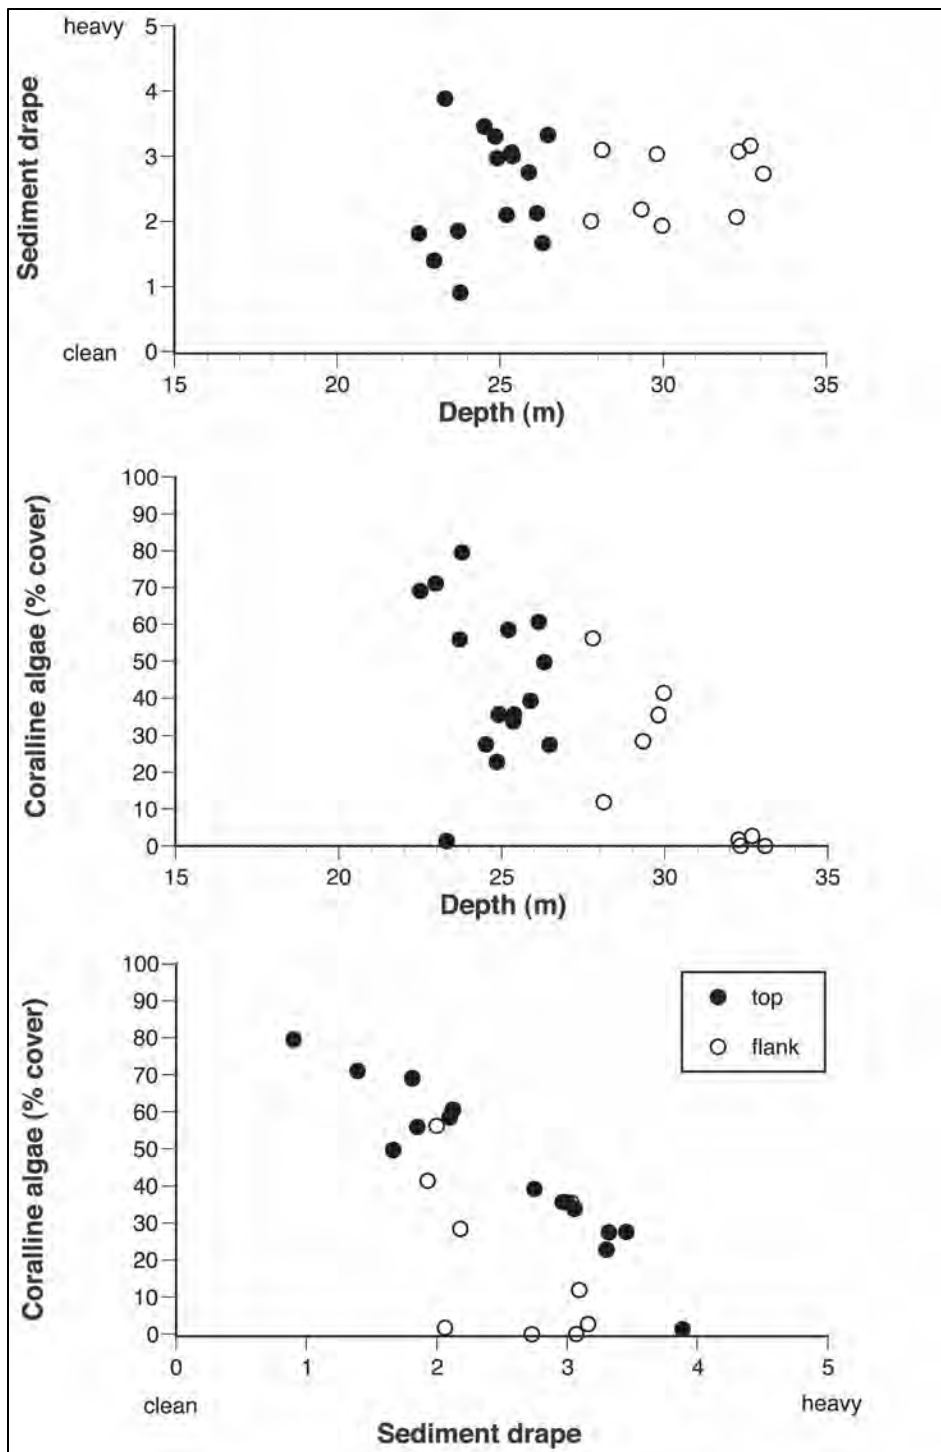 heavy
5
4
3
2
1
0
clean
Sediment drape
15 20 25 30 35
Depth (m)
100
90
80
70
60
50
40
30
20
10
0
Coralline algae (% cover)
15 20 25 30 35
Depth (m)
100
90
80
70
60
50
40
30
20
10
0
Coralline algae (% cover)
top
flank
0 1 2 3 4 5
clean heavy
Sediment drape